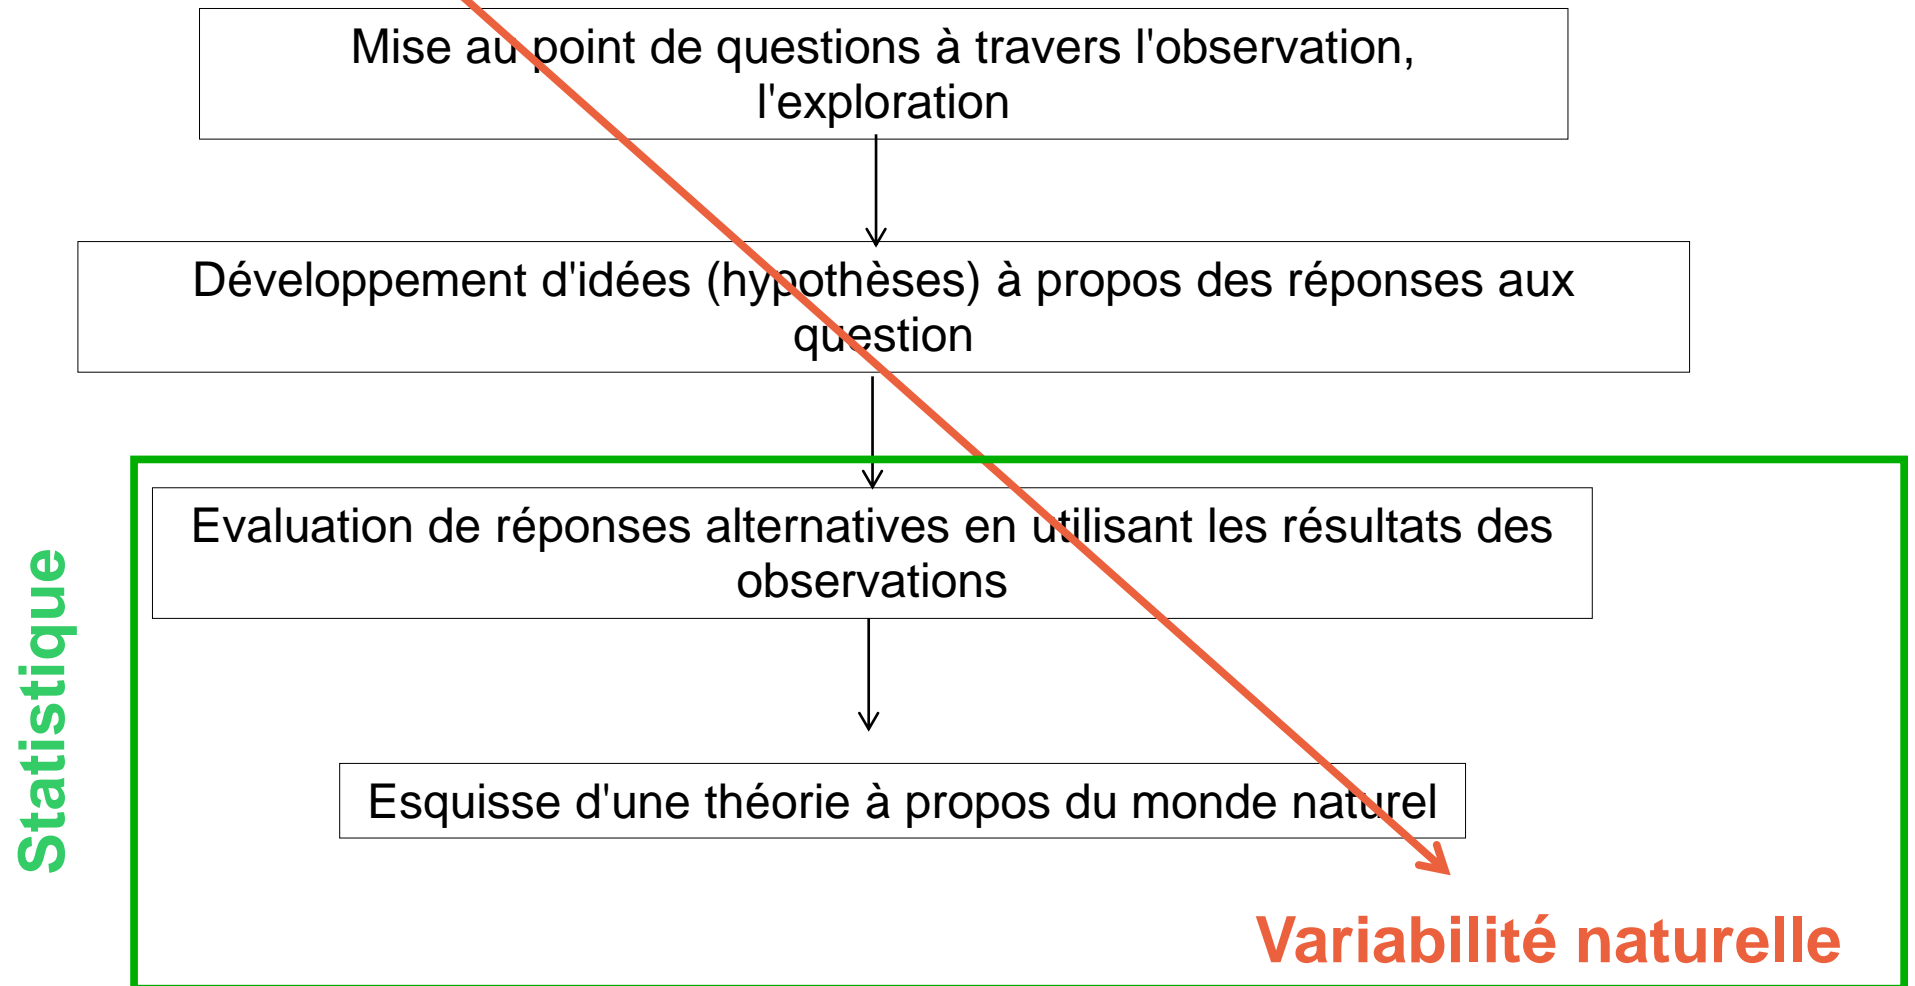 Mise au point de questions à travers l'observation,
l'exploration
Développement d'idées (hypothèses) à propos des réponses aux
question
Evaluation de réponses alternatives en utilisant les résultats des
observations
Statistique
Esquisse d'une théorie à propos du monde naturel
Variabilité naturelle